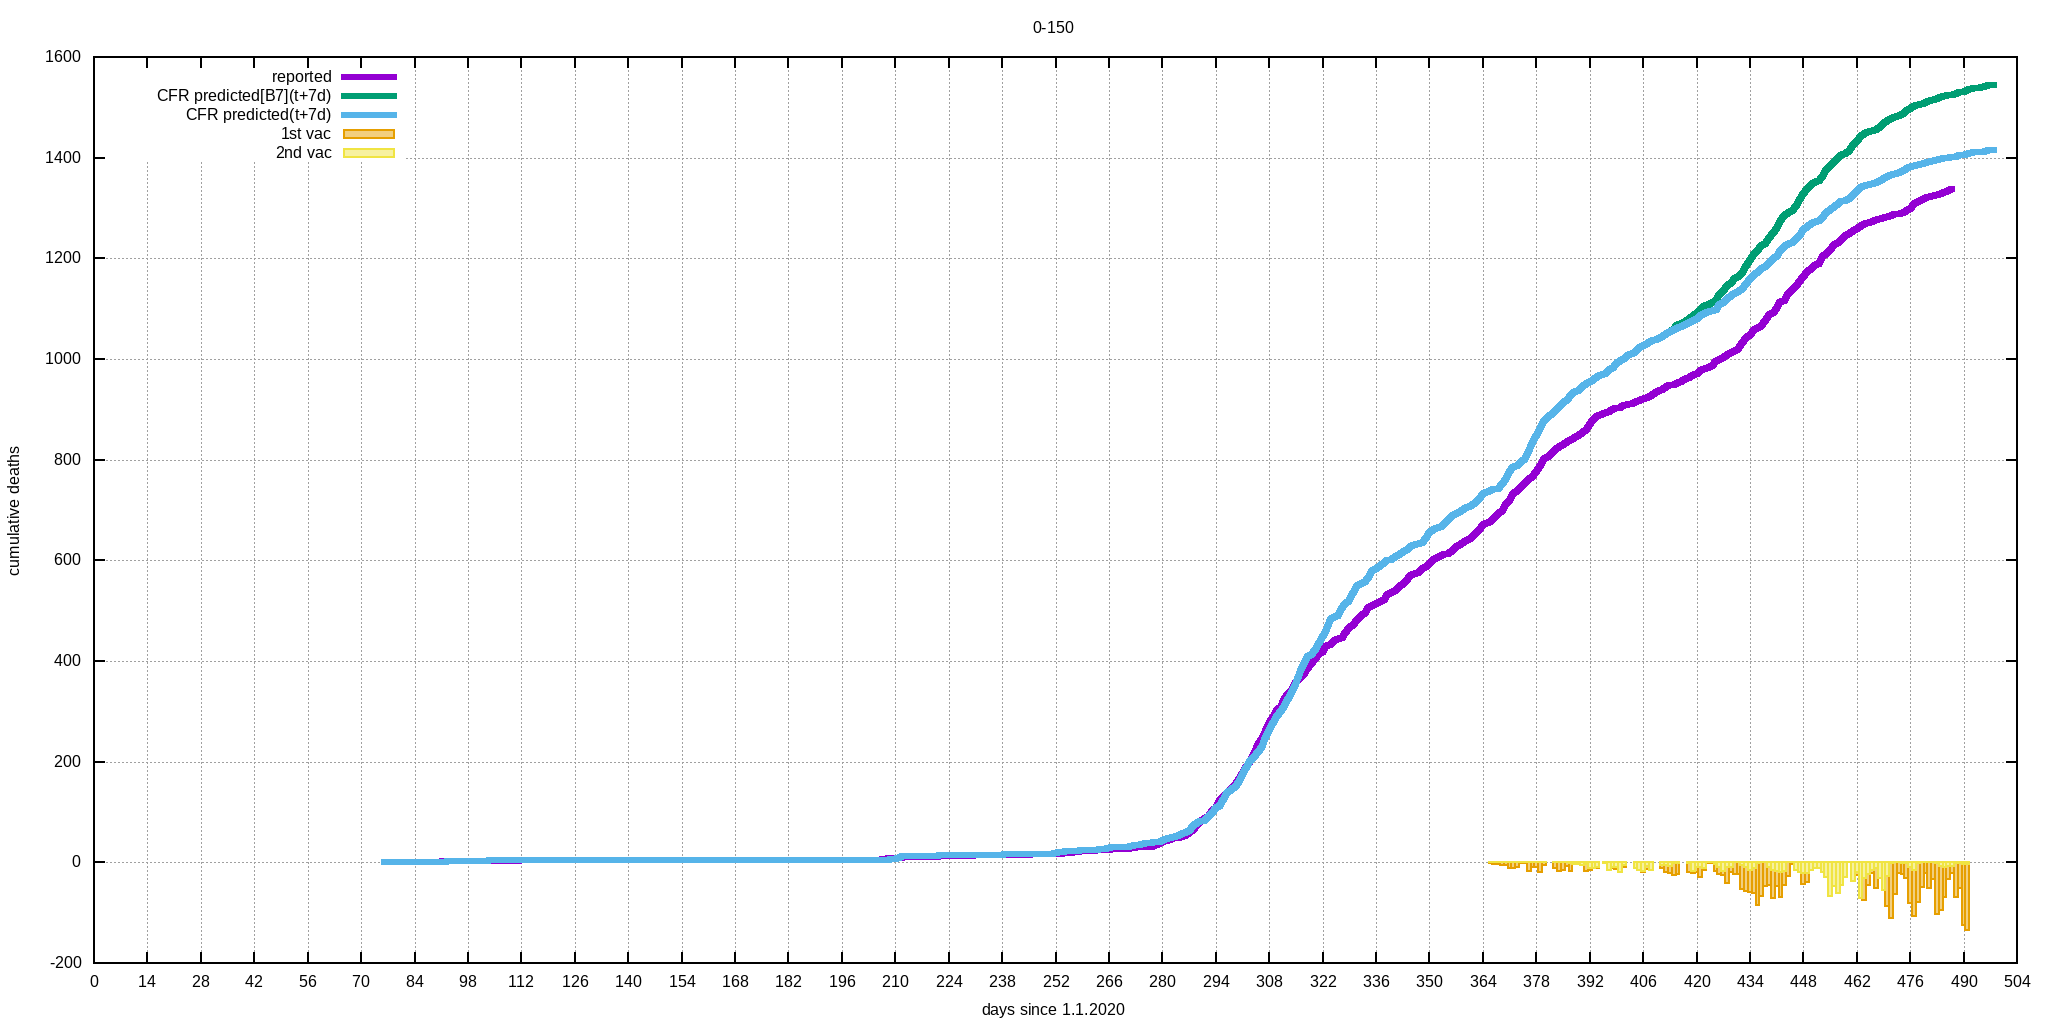 0-150
1600
1400
1200
1000
800
600
400
200
0
-200
cumulative deaths
reported
CFR predicted[B7](t+7d)
CFR predicted(t+7d)
1st vac
2nd vac
0 14 28 42 56 70 84 98 112 126 140 154 168 182 196 210 224 238 252 266 280 294 308 322 336 350 364 378 392 406 420 434 448 462 476 490 504
days since 1.1.2020